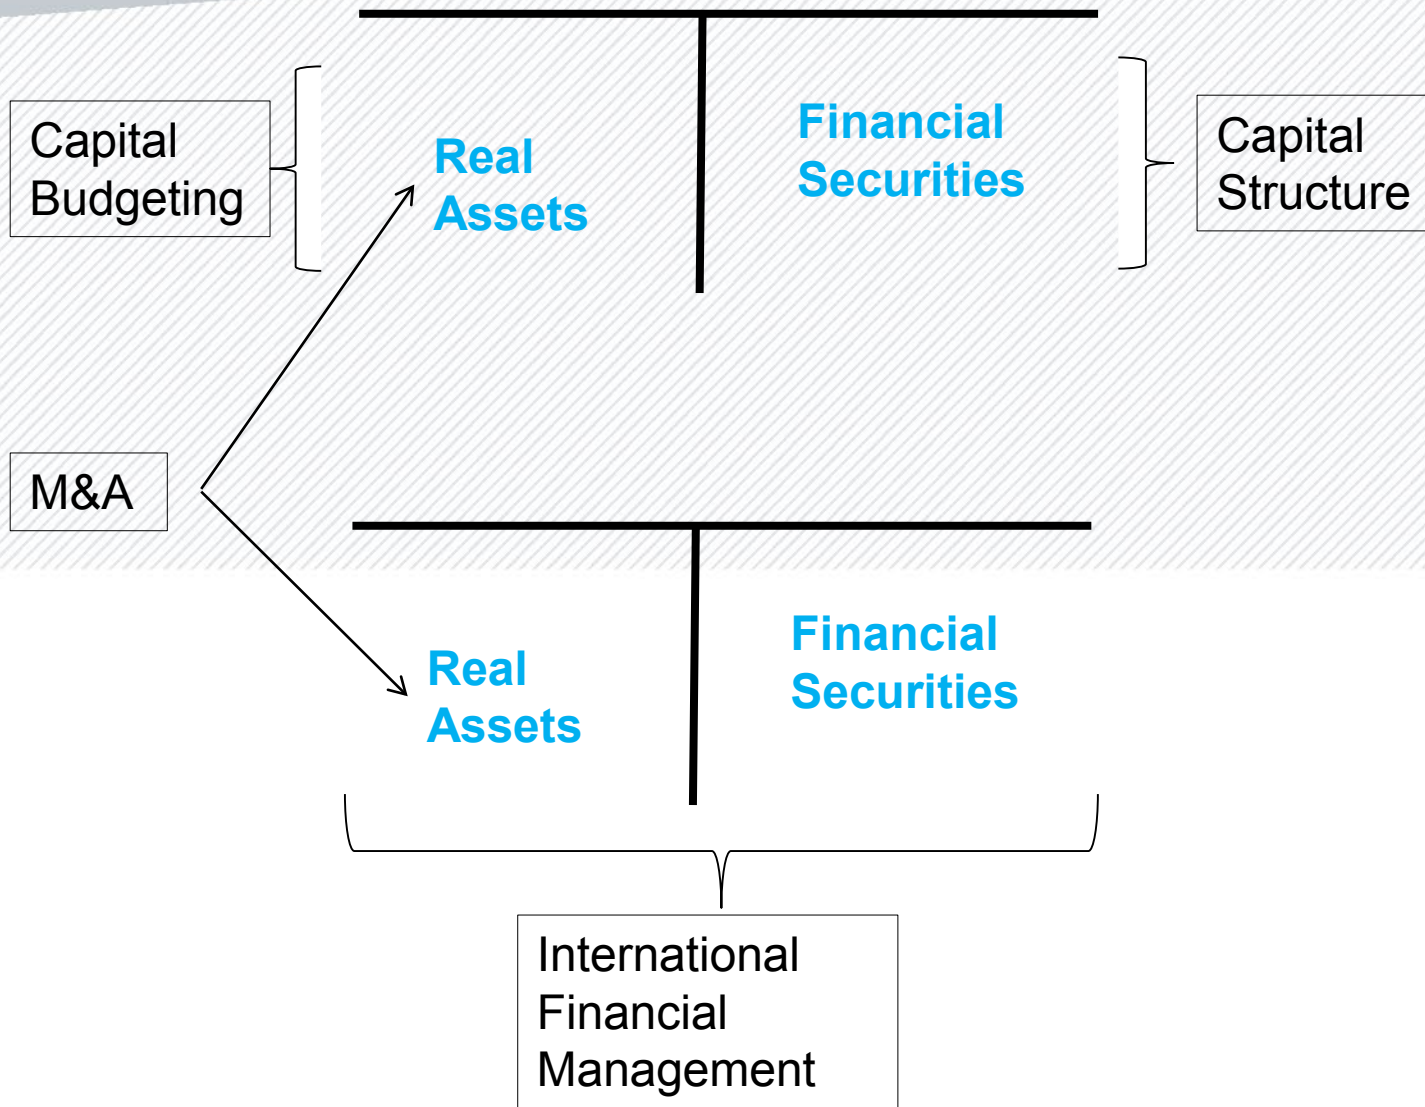 Capital
Budgeting
Real
Assets
Financial
Securities
Capital
Structure
M&A
Real
Assets
Financial
Securities
International
Financial
Management